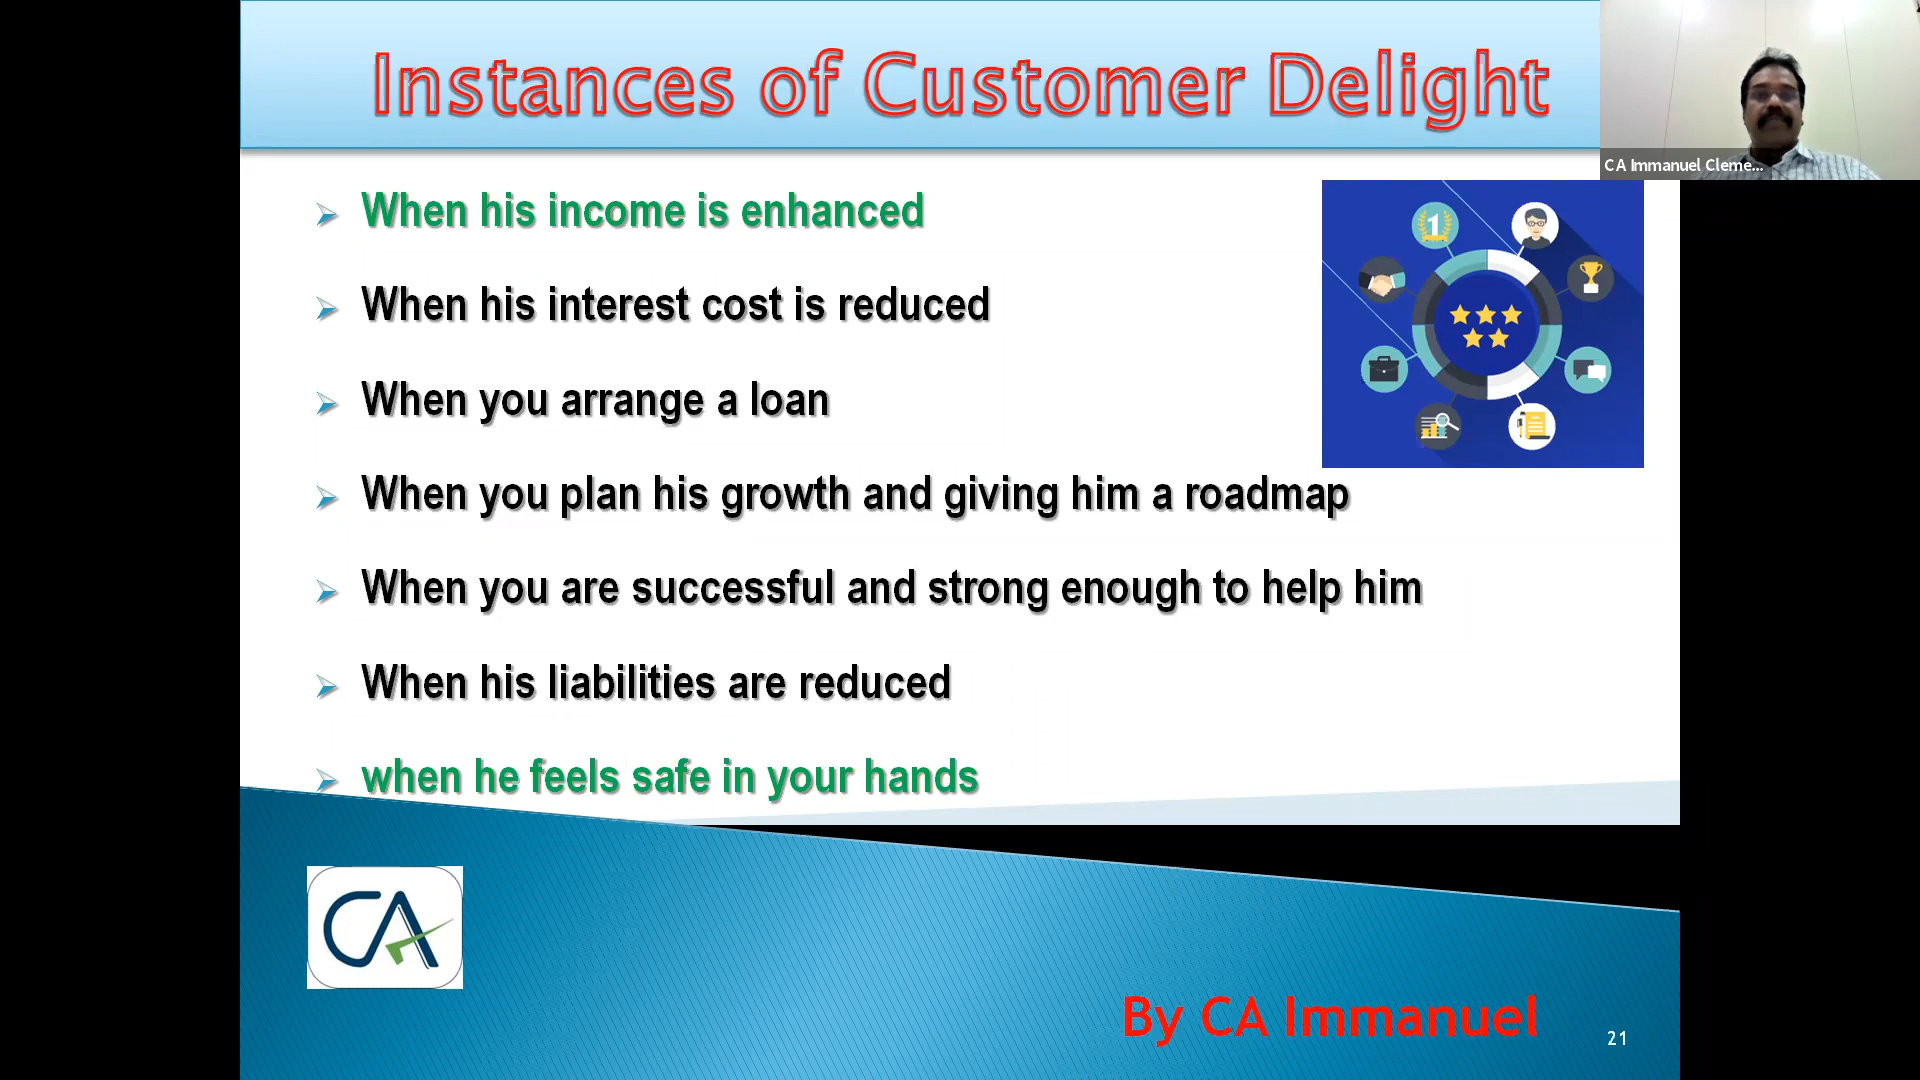 Instances of Customer Delight
CA Immanuel Cleme...
When his income is enhanced
When his interest cost is reduced
When you arrange a loan
When you plan his growth and giving him a roadmap
When you are successful and strong enough to help him
When his liabilities are reduced
when he feels safe in your hands
1
CA
By CA Immanuel
21